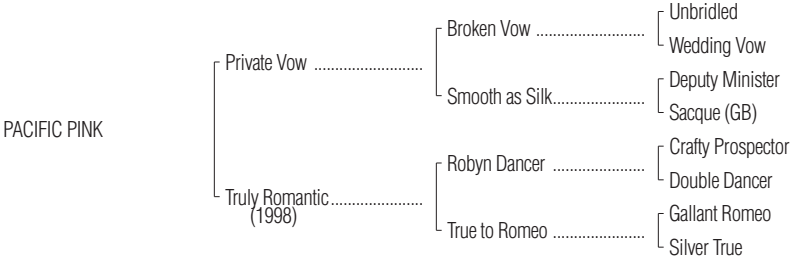 Unbridled
Broken Vow ........................
Wedding Vow
Private Vow ........................
Deputy Minister
Smooth as Silk....................
Sacque (GB)
PACIFIC PINK
Crafty Prospector
Robyn Dancer ....................
Double Dancer
Truly Romantic....................
(1998)
Gallant Romeo
True to Romeo ....................
Silver True